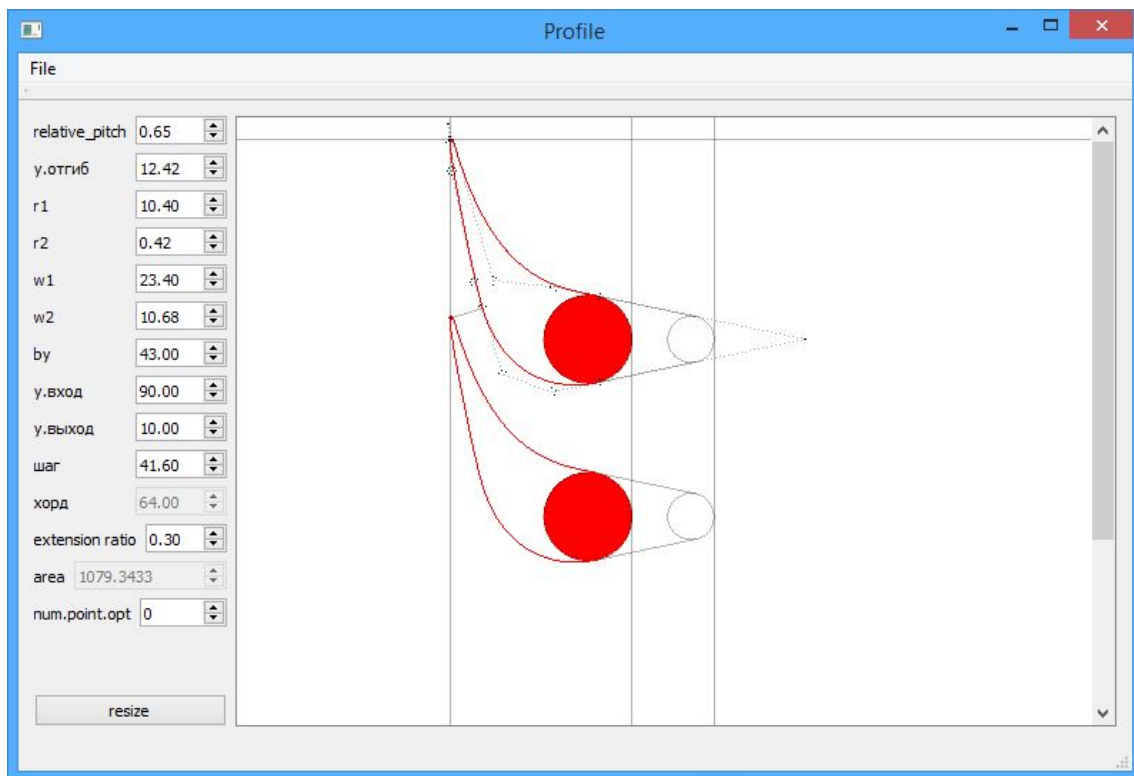 Profile
File
relative_pitch 0.65
у.отгиб 12.42
r1 10.40
r2 0.42
w1 23.40
w2 10.68
by 43.00
у.вход 90.00
у.выход 10.00
шаг 41.60
хорд 64.00
extension ratio 0.30
area 1079.3433
num.point.opt 0
resize